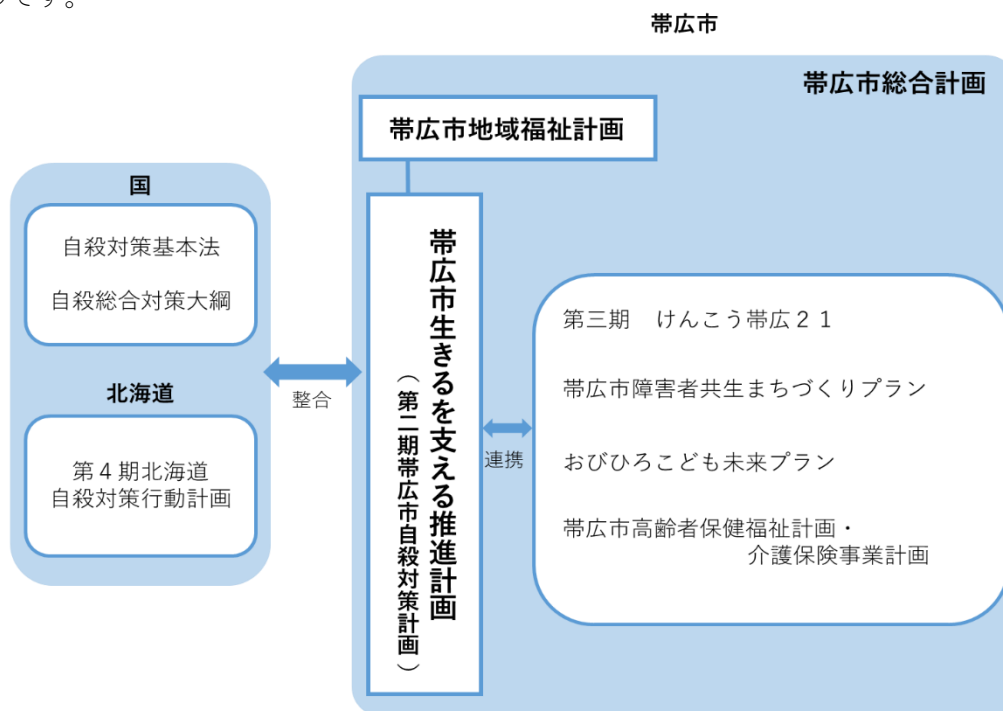 です。
帯広市
帯広市総合計画
帯広市地域福祉計画
国
自殺対策基本法
自殺総合対策大綱
北海道
第４期北海道
自殺対策行動計画
整合
帯広市生きるを支える推進計画
（第二期帯広市自殺対策計画）
連携
第三期　けんこう帯広２１
帯広市障害者共生まちづくりプラン
おびひろこども未来プラン
帯広市高齢者保健福祉計画・
介護保険事業計画